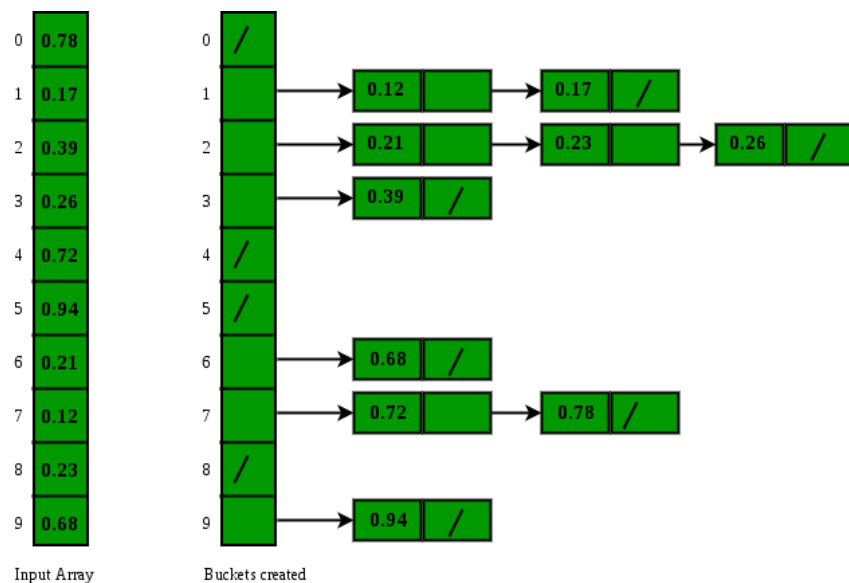 0 0.78 0 /
1 0.17 1 0.12 0.17 /
2 0.39 2 0.21 0.23 0.26 /
3 0.26 3 0.39 /
4 0.72 4 /
5 0.94 5 /
6 0.21 6 0.68 /
7 0.12 7 0.72 0.78 /
8 0.23 8 /
9 0.68 9 0.94 /
Input Array Buckets created